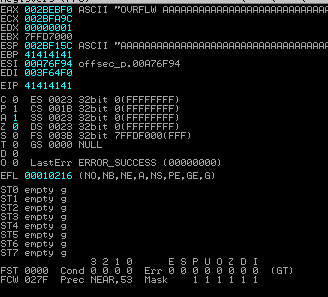 EAX 002BEBF0 ASCII "OVRFLW AAAAAAAAAAAAAAAAAAAAAAAA
ECX 002BFA9C
EDX 00000001
EBX 7FFD7000
ESP 002BF15C ASCII "AAAAAAAAAAAAAAAAAAAAAAAAAAAAAAA
EBP 41414141
ESI 00A76F94 offsec_p.00A76F94
EDI 003F64F0
EIP 41414141
C 0 ES 0023 32bit 0(FFFFFFFF)
P 1 CS 001B 32bit 0(FFFFFFFF)
A 1 SS 0023 32bit 0(FFFFFFFF)
Z 0 DS 0023 32bit 0(FFFFFFFF)
S 0 FS 003B 32bit 7FFDF000(FFF)
T 0 GS 0000 NULL
D 0
O 0 LastErr ERROR_SUCCESS (00000000)
EFL 00010216 (NO,NB,NE,A,NS,PE,GE,G)
ST0 empty g
ST1 empty g
ST2 empty g
ST3 empty g
ST4 empty g
ST5 empty g
ST6 empty g
ST7 empty g
3 2 1 0 E S P U O Z D I
FST 0000 Cond 0 0 0 0 Err 0 0 0 0 0 0 0 0 (GT)
FCW 027F Prec NEAR,53 Mask 1 1 1 1 1 1